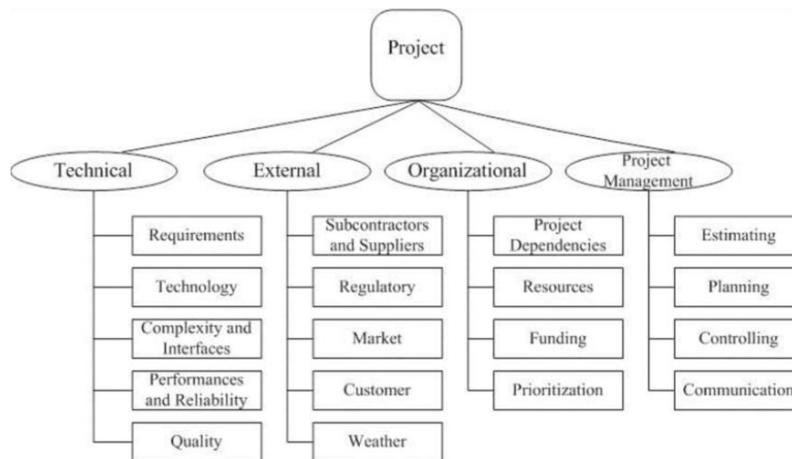 Project
Technical
External
Organizational
Project
Management
Requirements
Technology
Complexity and
Interfaces
Performances
and Reliability
Quality
Subcontractors
and Suppliers
Regulatory
Market
Customer
Weather
Project
Dependencies
Resources
Funding
Prioritization
Estimating
Planning
Controlling
Communication